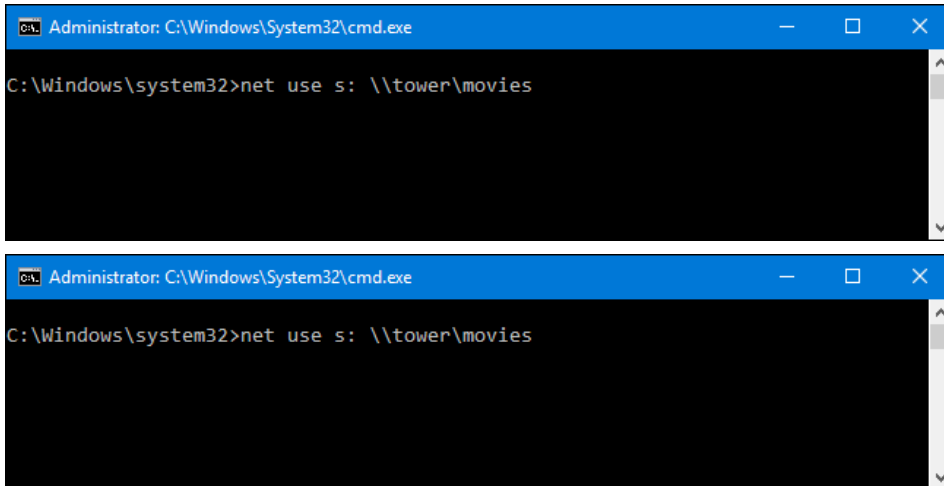 Administrator: C:\Windows\System32\cmd.exe
C:\Windows\system32>net use s: \\tower\movies
Administrator: C:\Windows\System32\cmd.exe
C:\Windows\system32>net use s: \\tower\movies